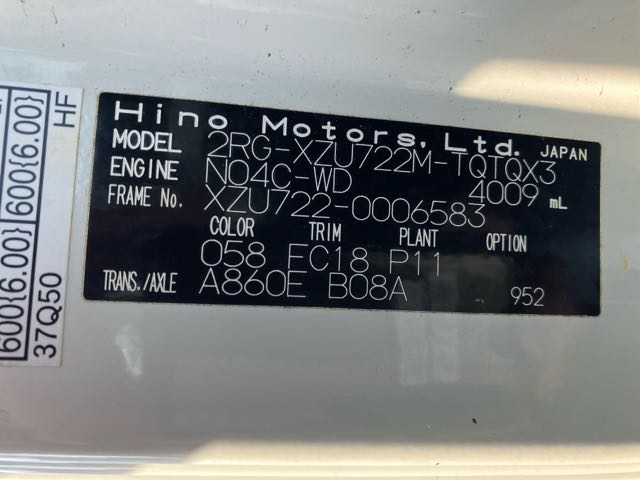 Hino Motors, Ltd. JAPAN
MODEL 2RG-XZU722M-TQTQX3
ENGINE N04C-WD 4009 mL
FRAME No. XZU722-0006583
COLOR TRIM PLANT OPTION
058 FC18 P11
TRANS./AXLE A860E B08A 952
600{6.00} 600{6.00}
37Q50 HF